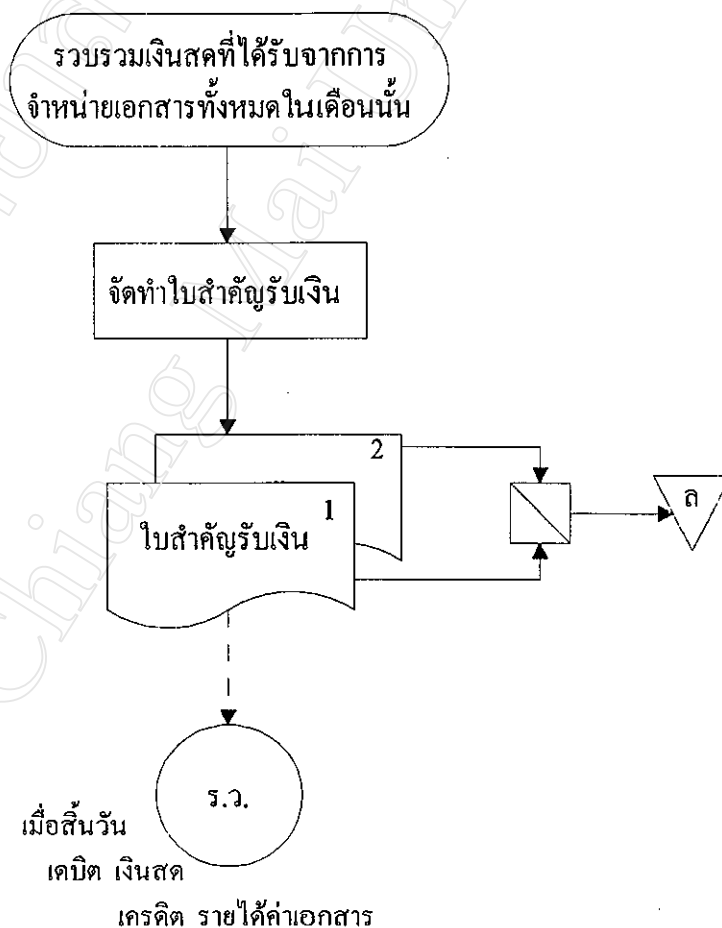 รวบรวมเงินสดที่ได้รับจากการ
จำหน่ายเอกสารทั้งหมดในเดือนนั้น
จัดทำใบสำคัญรับเงิน
2
1
ใบสำคัญรับเงิน
ล
ร.ว.
เมื่อสิ้นวัน
เดบิต เงินสด
เครดิต รายได้ค่าเอกสาร
Chiang Mai Un